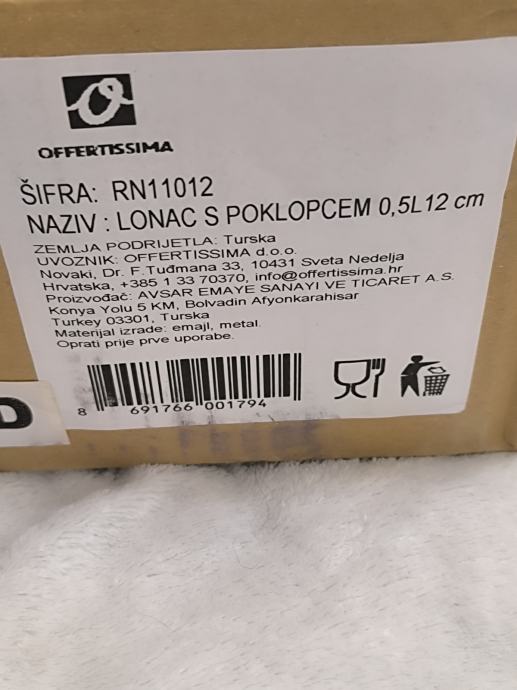 OFFERTISSIMA
ŠIFRA: RN11012
NAZIV : LONAC S POKLOPCEM 0,5L12 cm
ZEMLJA PODRIJETLA: Turska
UVOZNIK: OFFERTISSIMA d.o.o.
Novaki, Dr. F.Tuđmana 33, 10431 Sveta Nedelja
Hrvatska, +385 1 33 70370, info@offertissima.hr
Proizvođač: AVSAR EMAYE SANAYI VE TICARET A.S.
Konya Yolu 5 KM, Bolvadin Afyonkarahisar
Turkey 03301, Turska
Materijal izrade: emajl, metal.
Oprati prije prve uporabe.
8 691766 001794
D